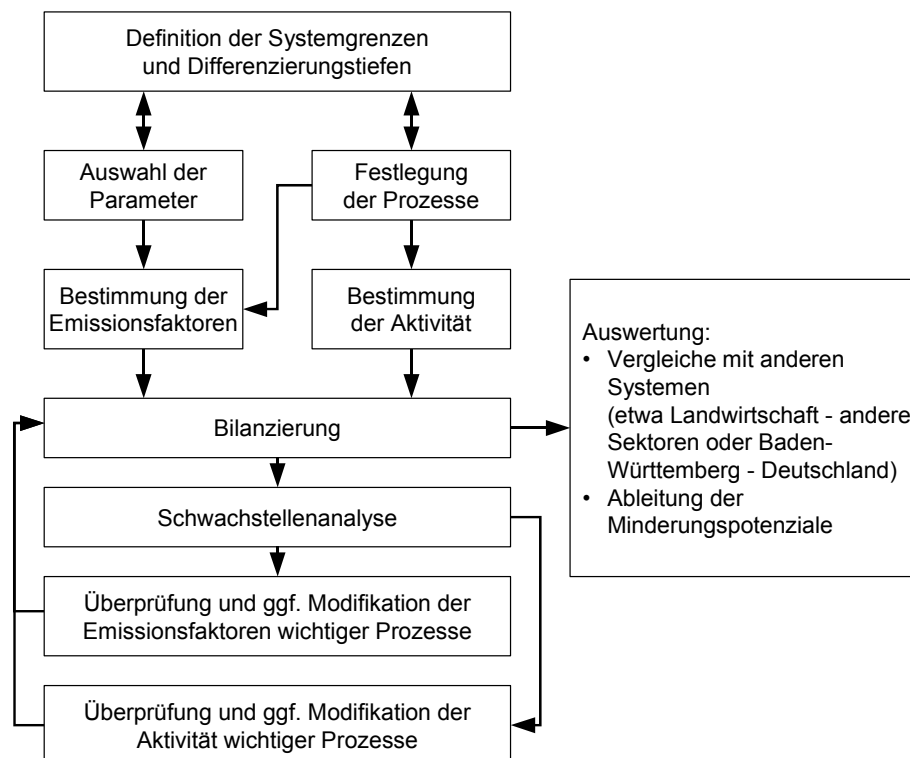 Definition der Systemgrenzen
und Differenzierungstiefen
Auswahl der
Parameter
Festlegung
der Prozesse
Bestimmung der
Emissionsfaktoren
Bestimmung
der Aktivität
Bilanzierung
Schwachstellenanalyse
Überprüfung und ggf. Modifikation der
Emissionsfaktoren wichtiger Prozesse
Überprüfung und ggf. Modifikation der
Aktivität wichtiger Prozesse
Auswertung:
• Vergleiche mit anderen
Systemen
(etwa Landwirtschaft - andere
Sektoren oder Baden-
Württemberg - Deutschland)
• Ableitung der
Minderungspotenziale